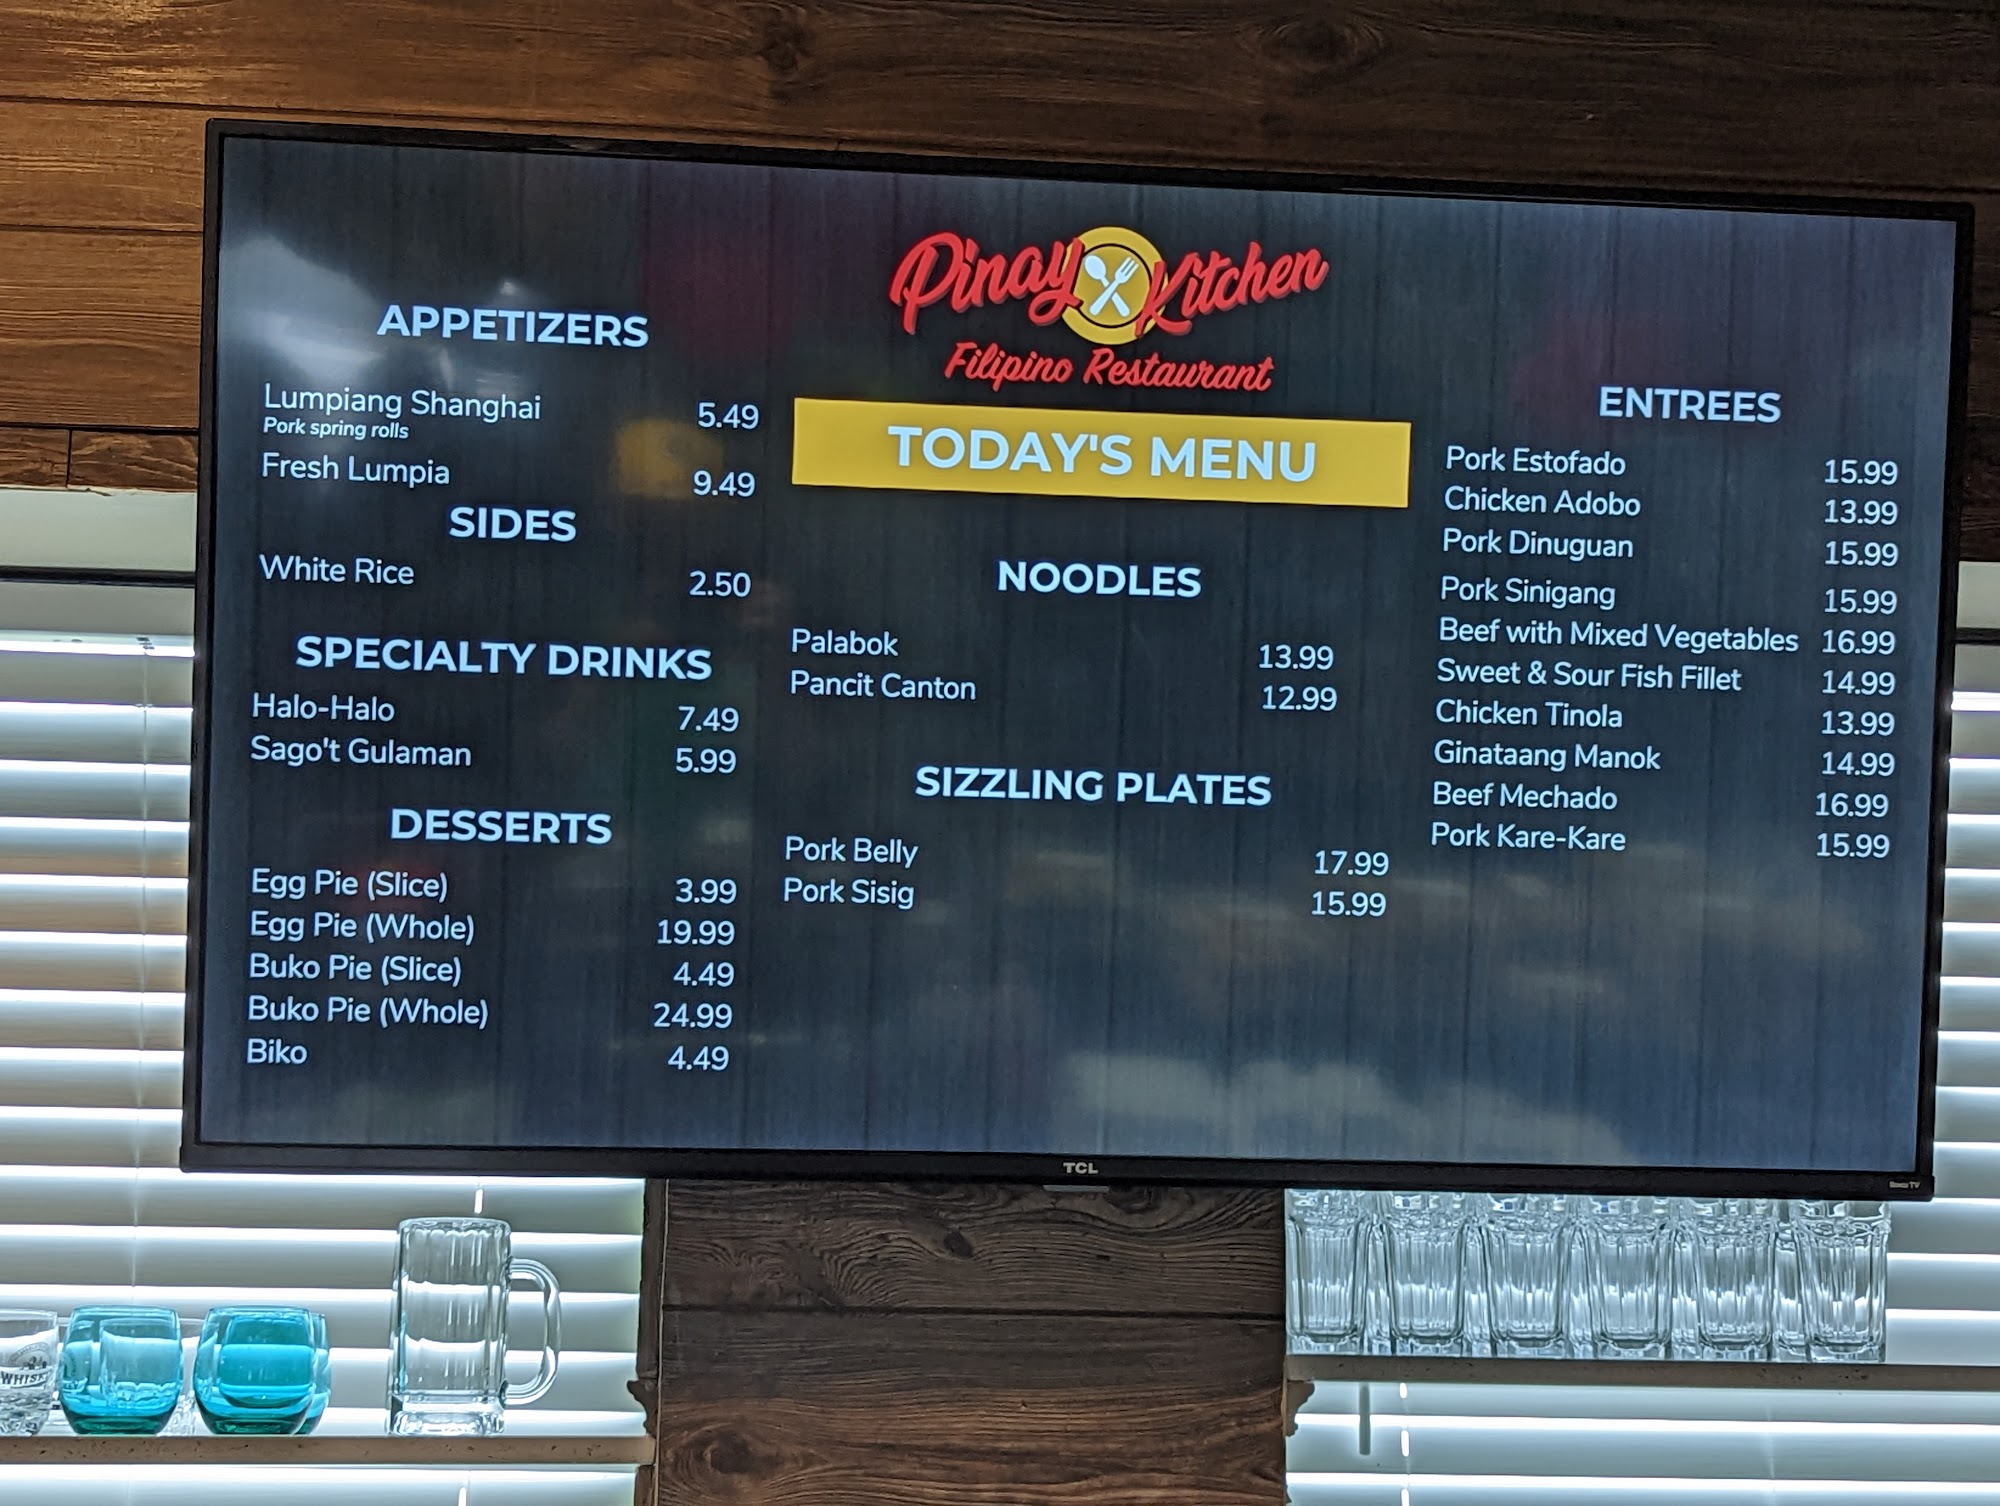 Pinay Kitchen
Filipino Restaurant
TODAY'S MENU
APPETIZERS
Lumpiang Shanghai 5.49
Pork spring rolls
Fresh Lumpia 9.49
SIDES
White Rice 2.50
SPECIALTY DRINKS
Halo-Halo 7.49
Sago't Gulaman 5.99
DESSERTS
Egg Pie (Slice) 3.99
Egg Pie (Whole) 19.99
Buko Pie (Slice) 4.49
Buko Pie (Whole) 24.99
Biko 4.49
NOODLES
Palabok 13.99
Pancit Canton 12.99
SIZZLING PLATES
Pork Belly 17.99
Pork Sisig 15.99
ENTREES
Pork Estofado 15.99
Chicken Adobo 13.99
Pork Dinuguan 15.99
Pork Sinigang 15.99
Beef with Mixed Vegetables 16.99
Sweet & Sour Fish Fillet 14.99
Chicken Tinola 13.99
Ginataang Manok 14.99
Beef Mechado 16.99
Pork Kare-Kare 15.99
TCL
Roku TV